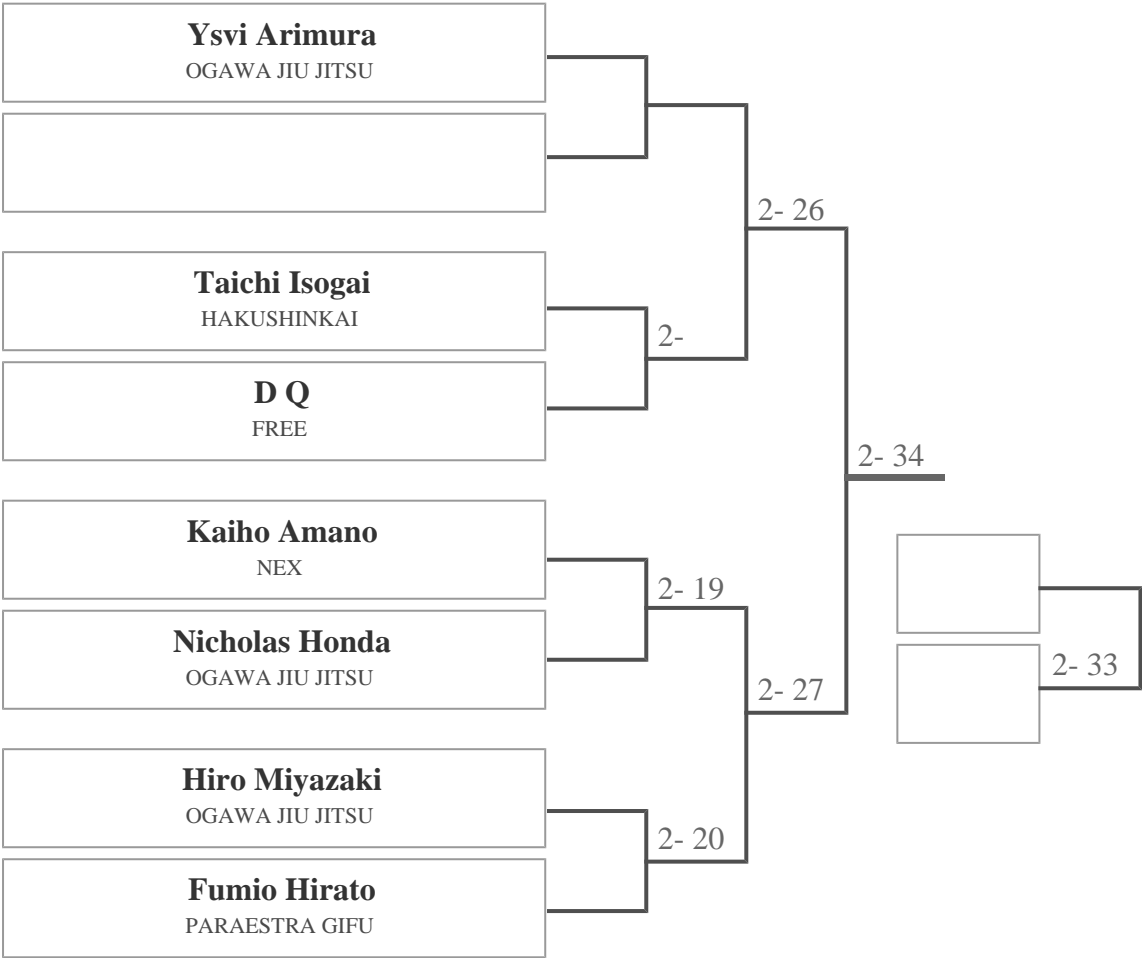 Ysvi Arimura
OGAWA JIU JITSU
2- 26
Taichi Isogai
HAKUSHINKAI
2-
D Q
FREE
2- 34
Kaiho Amano
NEX
2- 19
Nicholas Honda
OGAWA JIU JITSU
2- 33
2- 27
Hiro Miyazaki
OGAWA JIU JITSU
2- 20
Fumio Hirato
PARAESTRA GIFU